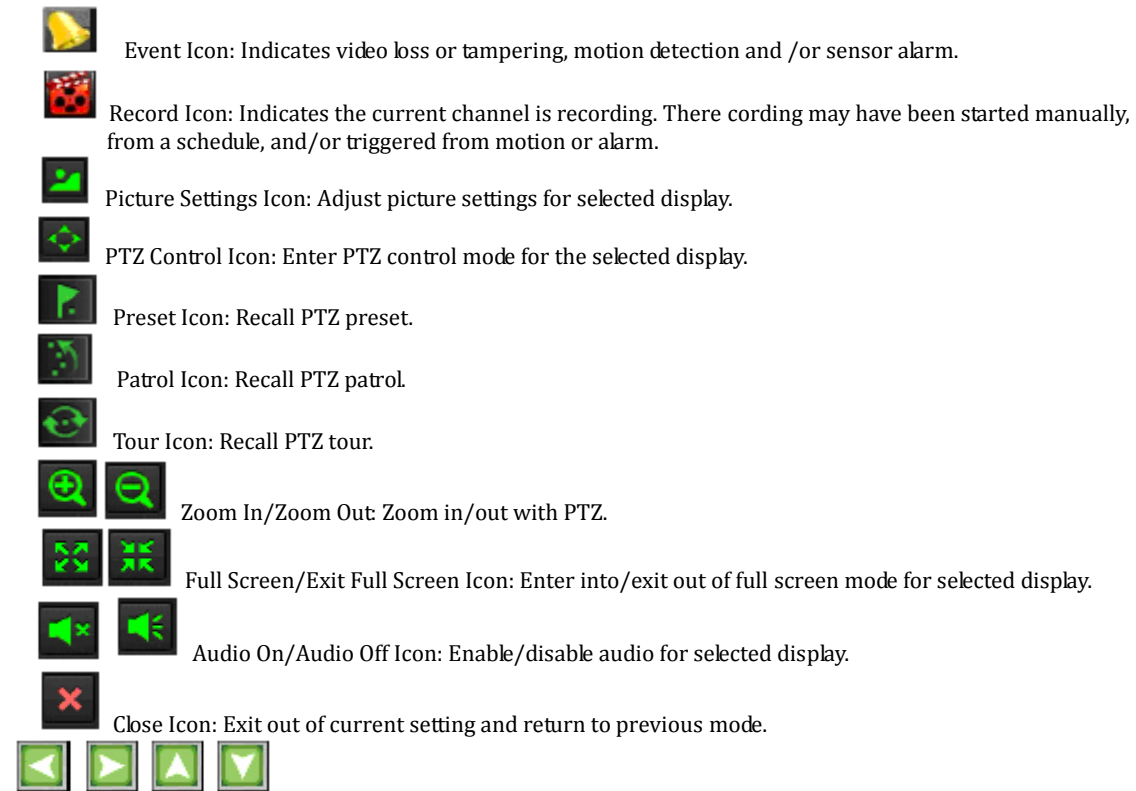 Event Icon: Indicates video loss or tampering, motion detection and /or sensor alarm.
Record Icon: Indicates the current channel is recording. There cording may have been started manually,
from a schedule, and/or triggered from motion or alarm.
Picture Settings Icon: Adjust picture settings for selected display.
PTZ Control Icon: Enter PTZ control mode for the selected display.
Preset Icon: Recall PTZ preset.
Patrol Icon: Recall PTZ patrol.
Tour Icon: Recall PTZ tour.
Zoom In/Zoom Out: Zoom in/out with PTZ.
Full Screen/Exit Full Screen Icon: Enter into/exit out of full screen mode for selected display.
Audio On/Audio Off Icon: Enable/disable audio for selected display.
Close Icon: Exit out of current setting and return to previous mode.